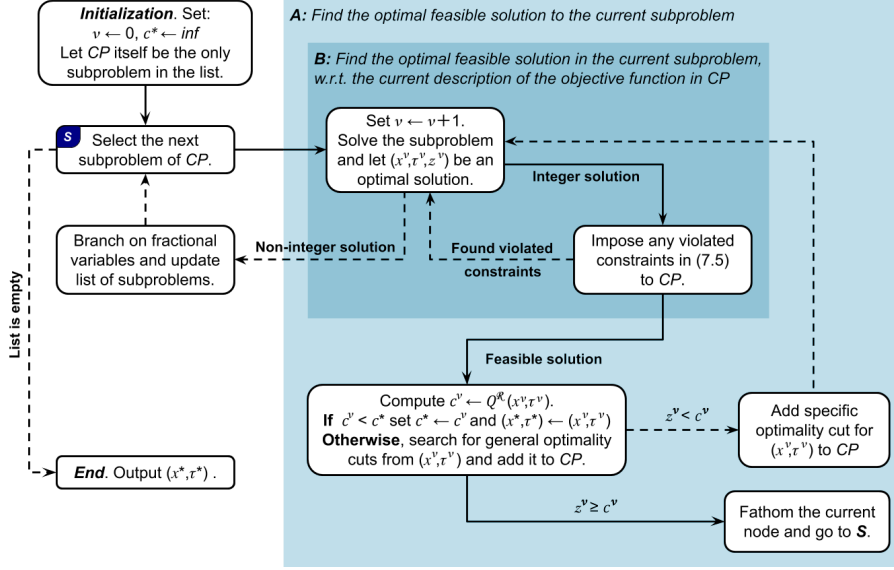 Initialization. Set:
ν ← 0, c* ← inf
Let CP itself be the only
subproblem in the list.
A: Find the optimal feasible solution to the current subproblem
B: Find the optimal feasible solution in the current subproblem,
w.r.t. the current description of the objective function in CP
S
Select the next
subproblem of CP.
Set ν ← ν+1.
Solve the subproblem
and let (x^ν,τ^ν,z^ν) be an
optimal solution.
Integer solution
Branch on fractional
variables and update
list of subproblems.
Non-integer solution
Found violated
constraints
Impose any violated
constraints in (7.5)
to CP.
List is empty
Feasible solution
Compute c^ν ← Q^ℛ(x^ν,τ^ν).
If c^ν < c* set c* ← c^ν and (x*,τ*) ← (x^ν,τ^ν)
Otherwise, search for general optimality
cuts from (x^ν,τ^ν) and add it to CP.
z^ν < c^ν
Add specific
optimality cut for
(x^ν,τ^ν) to CP
End. Output (x*,τ*) .
z^ν ≥ c^ν
Fathom the current
node and go to S.